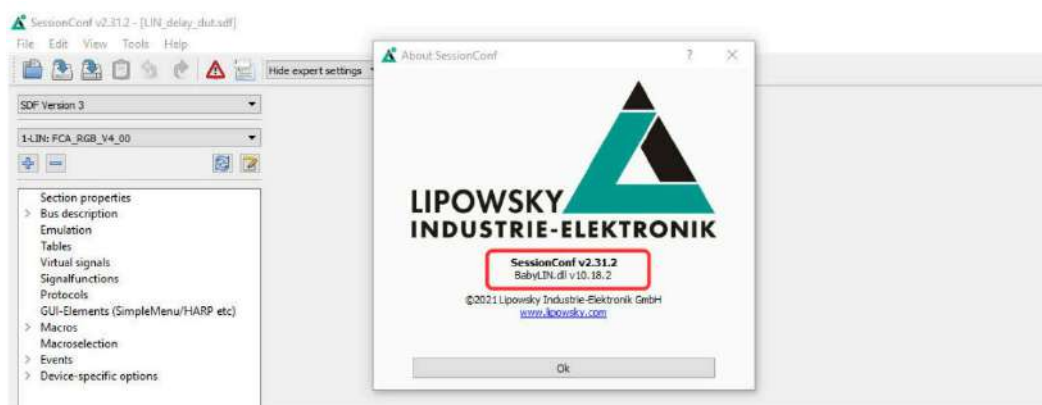 SessionConf v2.31.2 - [LIN_delay_dut.sdf]
File Edit View Tools Help
Hide expert settings
SDF Version 3
1-LIN: FCA_RGB_V4_00
Section properties
Bus description
Emulation
Tables
Virtual signals
Signalfunctions
Protocols
GUI-Elements (SimpleMenu/HARP etc)
Macros
Macroselection
Events
Device-specific options
About SessionConf
LIPOWSKY
INDUSTRIE-ELEKTRONIK
SessionConf v2.31.2
BabyLIN.dll v10.18.2
©2021 Lipowsky Industrie-Elektronik GmbH
www.lipowsky.com
Ok